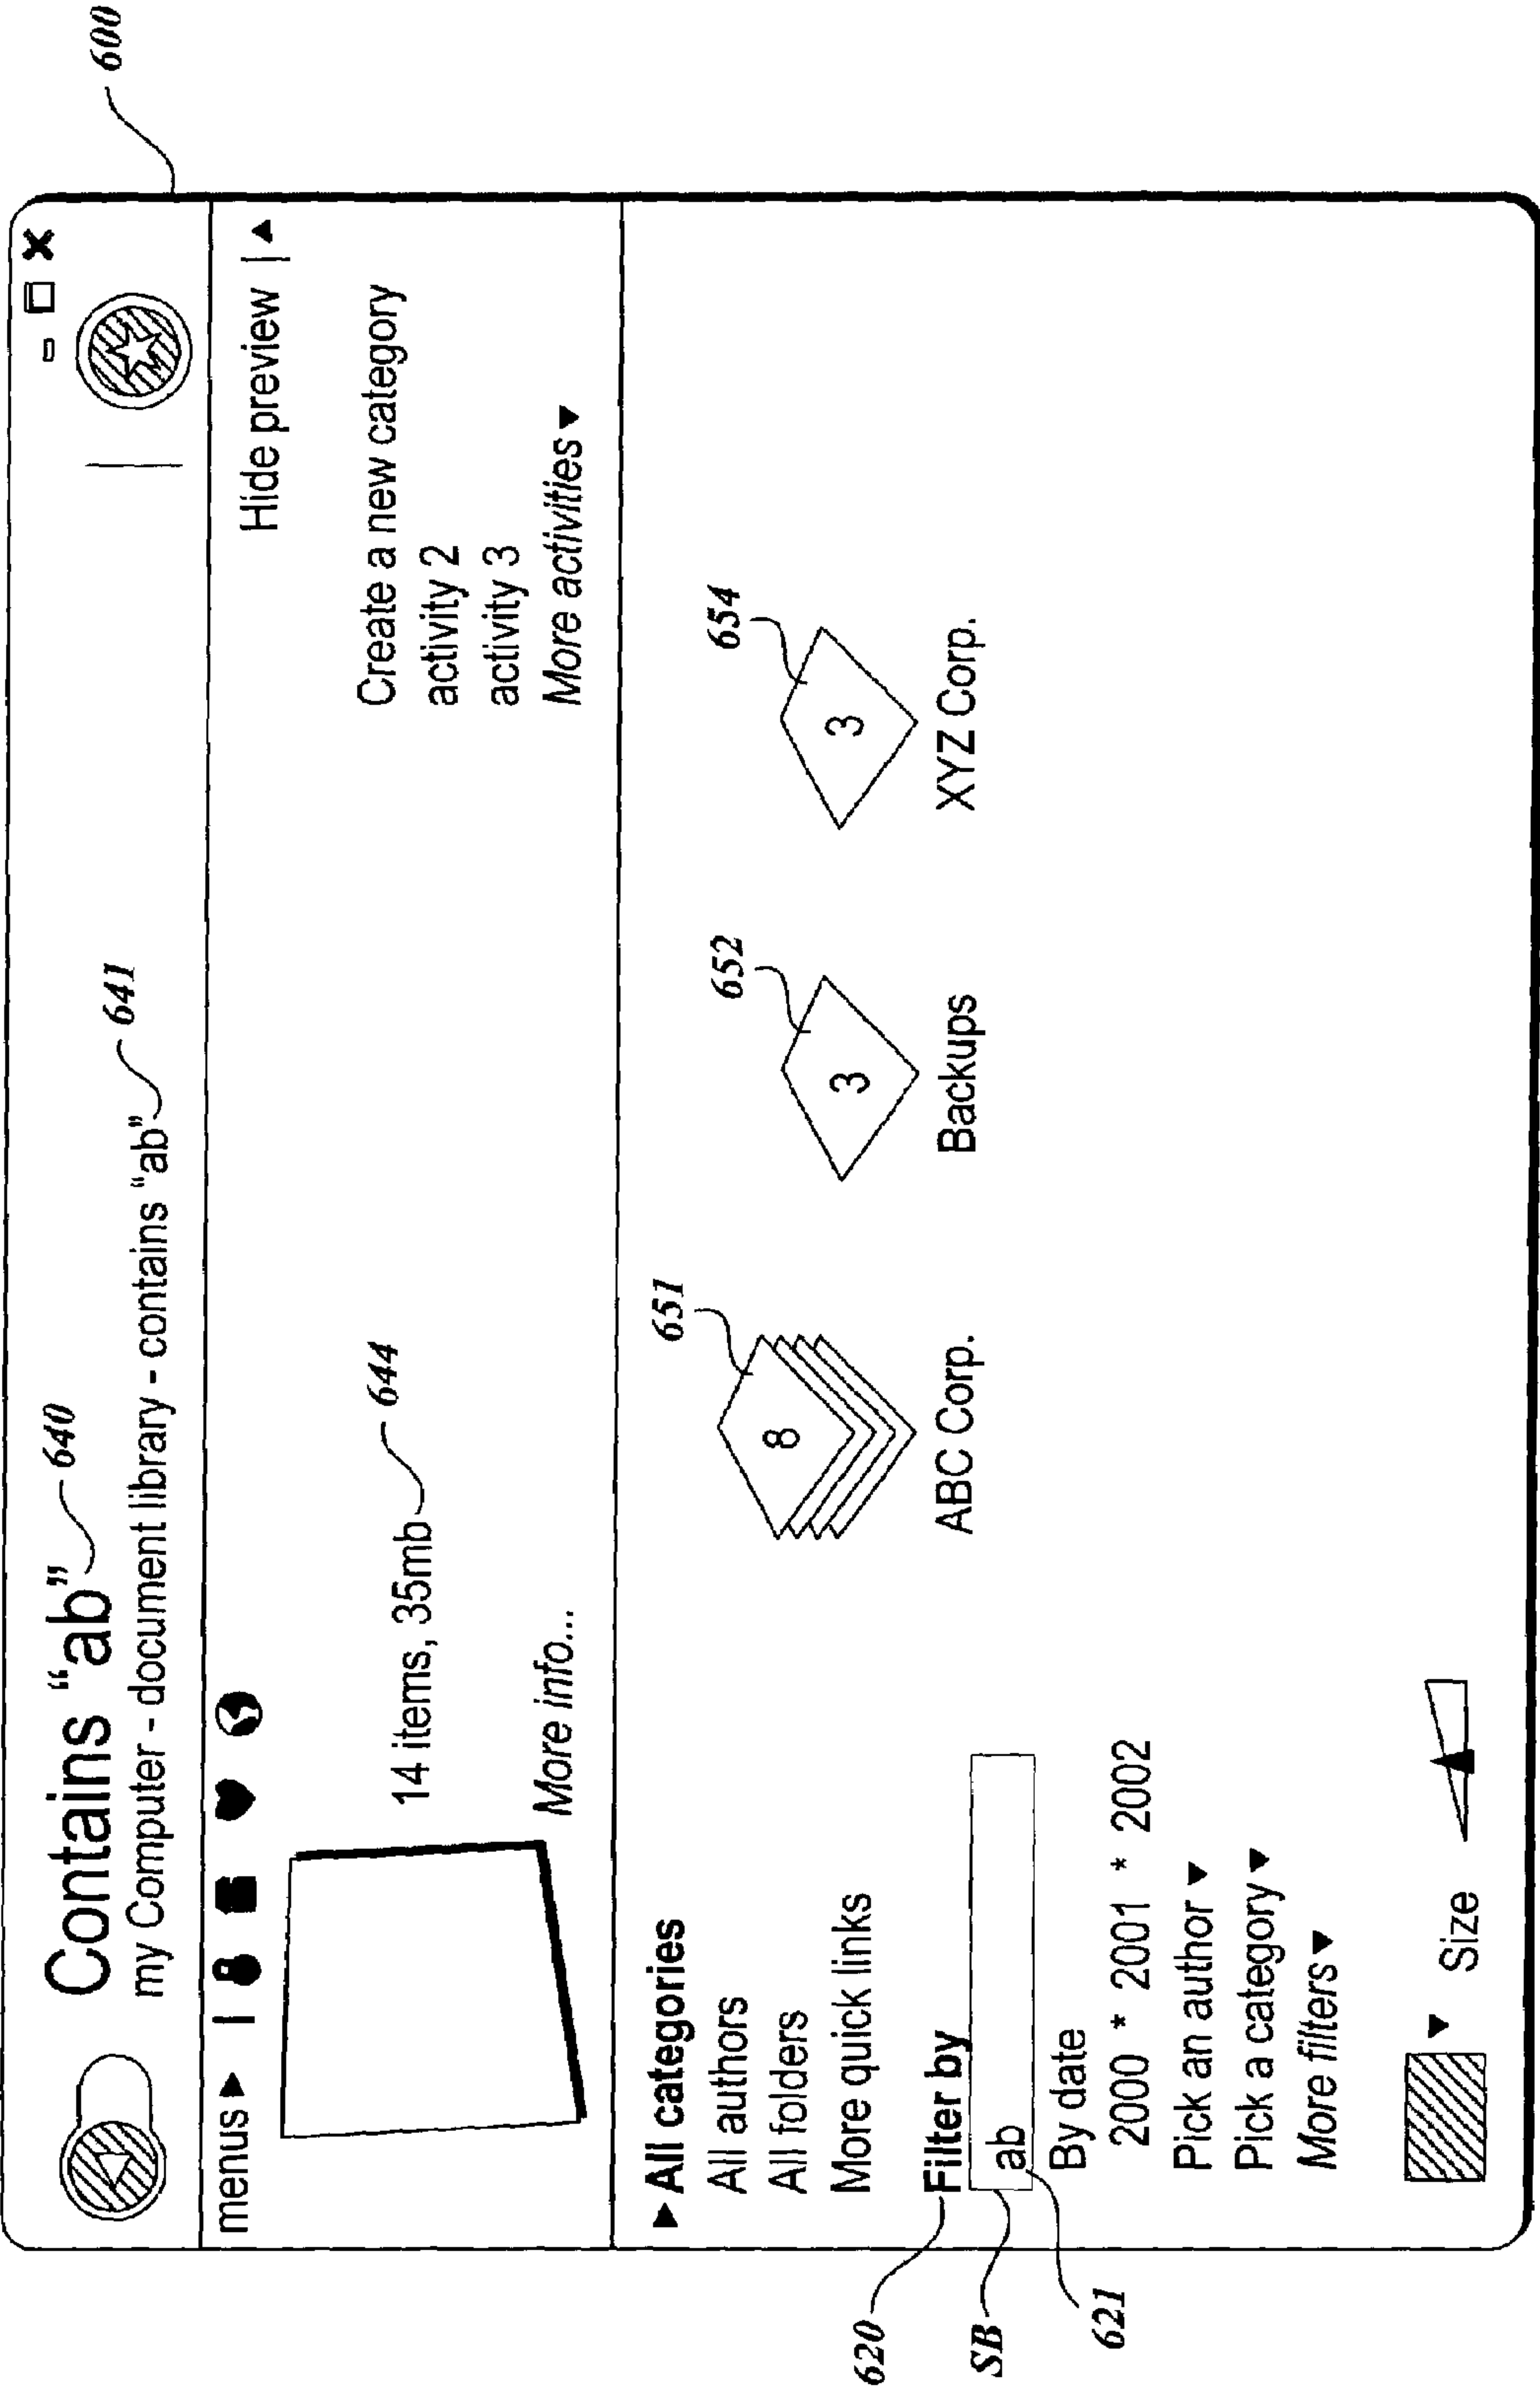 600
Contains “ab” 640
my Computer - document library - contains “ab” 641
menus
Hide preview
14 items, 35mb 644
More info...
Create a new category
activity 2
activity 3
More activities
All categories
All authors
All folders
More quick links
620 Filter by
SB
ab
621
By date
2000 * 2001 * 2002
Pick an author
Pick a category
More filters
Size
651
8
ABC Corp.
652
3
Backups
654
3
XYZ Corp.